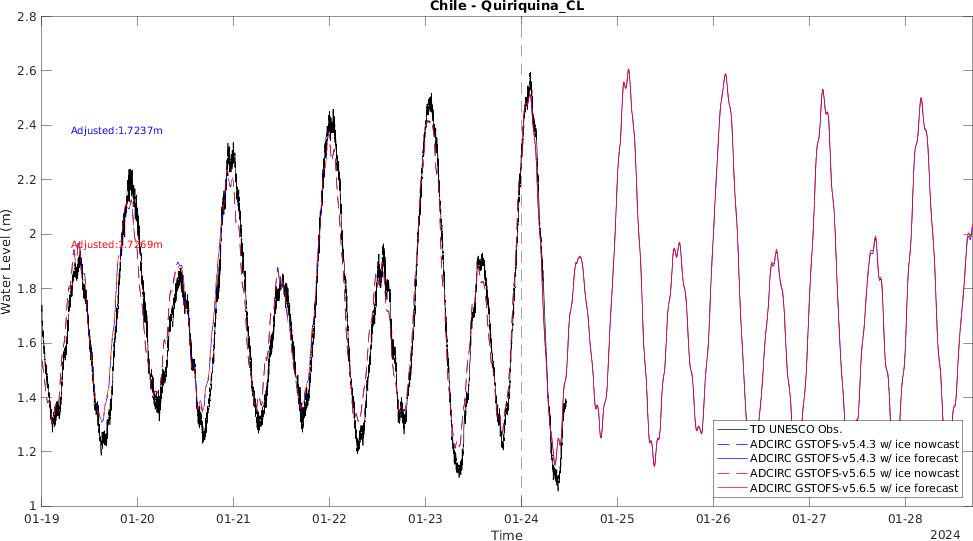 Chile - Quiriquina_CL
2.8
2.6
2.4
2.2
2
1.8
1.6
1.4
1.2
1
Water Level (m)
Adjusted:1.7237m
Adjusted:1.7269m
TD UNESCO Obs.
ADCIRC GSTOFS-v5.4.3 w/ ice nowcast
ADCIRC GSTOFS-v5.4.3 w/ ice forecast
ADCIRC GSTOFS-v5.6.5 w/ ice nowcast
ADCIRC GSTOFS-v5.6.5 w/ ice forecast
01-19 01-20 01-21 01-22 01-23 01-24 01-25 01-26 01-27 01-28
Time
2024